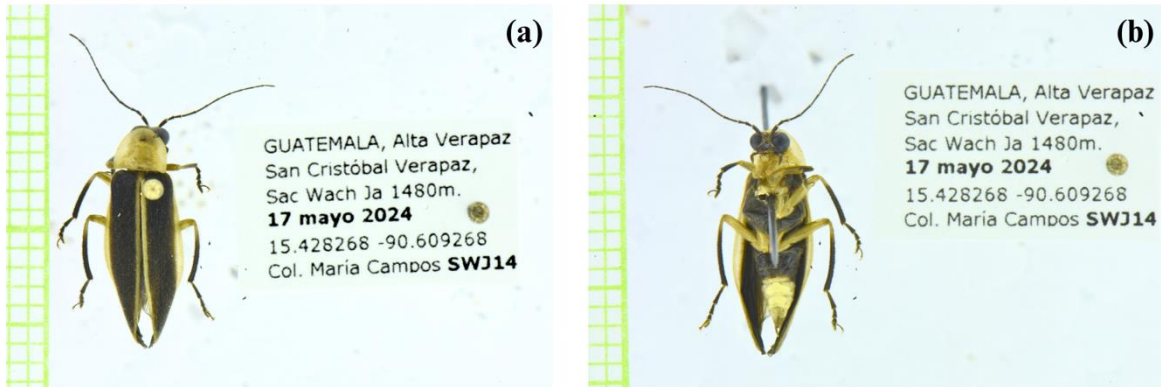 (a)
GUATEMALA, Alta Verapaz
San Cristóbal Verapaz,
Sac Wach Ja 1480m.
17 mayo 2024
15.428268 -90.609268
Col. María Campos SWJ14
(b)
GUATEMALA, Alta Verapaz
San Cristóbal Verapaz,
Sac Wach Ja 1480m.
17 mayo 2024
15.428268 -90.609268
Col. María Campos SWJ14